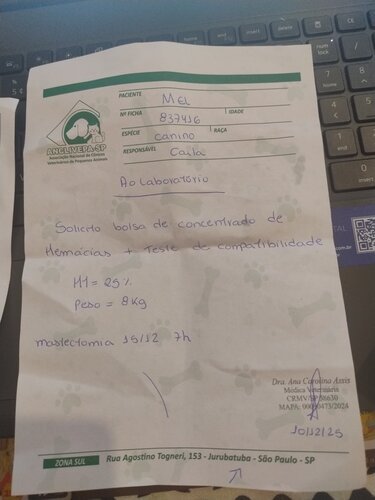 PACIENTE Mel
Nº FICHA 837416 IDADE
ESPÉCIE canino RAÇA
RESPONSÁVEL Carla
ANCLIVEPA-SP
Associação Nacional de Clínicos
Veterinários de Pequenos Animais
Ao Laboratório
Solicito bolsa de concentrado de
Hemácias + Teste de compatibilidade
Ht = 25%
Peso = 8Kg
mastectomia 15/12 7h
Dra. Ana Carolina Assis
Médica Veterinária
CRMV/SP
10/12/25
ZONA SUL Rua Agostino Togneri, 153 - Jurubatuba - São Paulo - SP